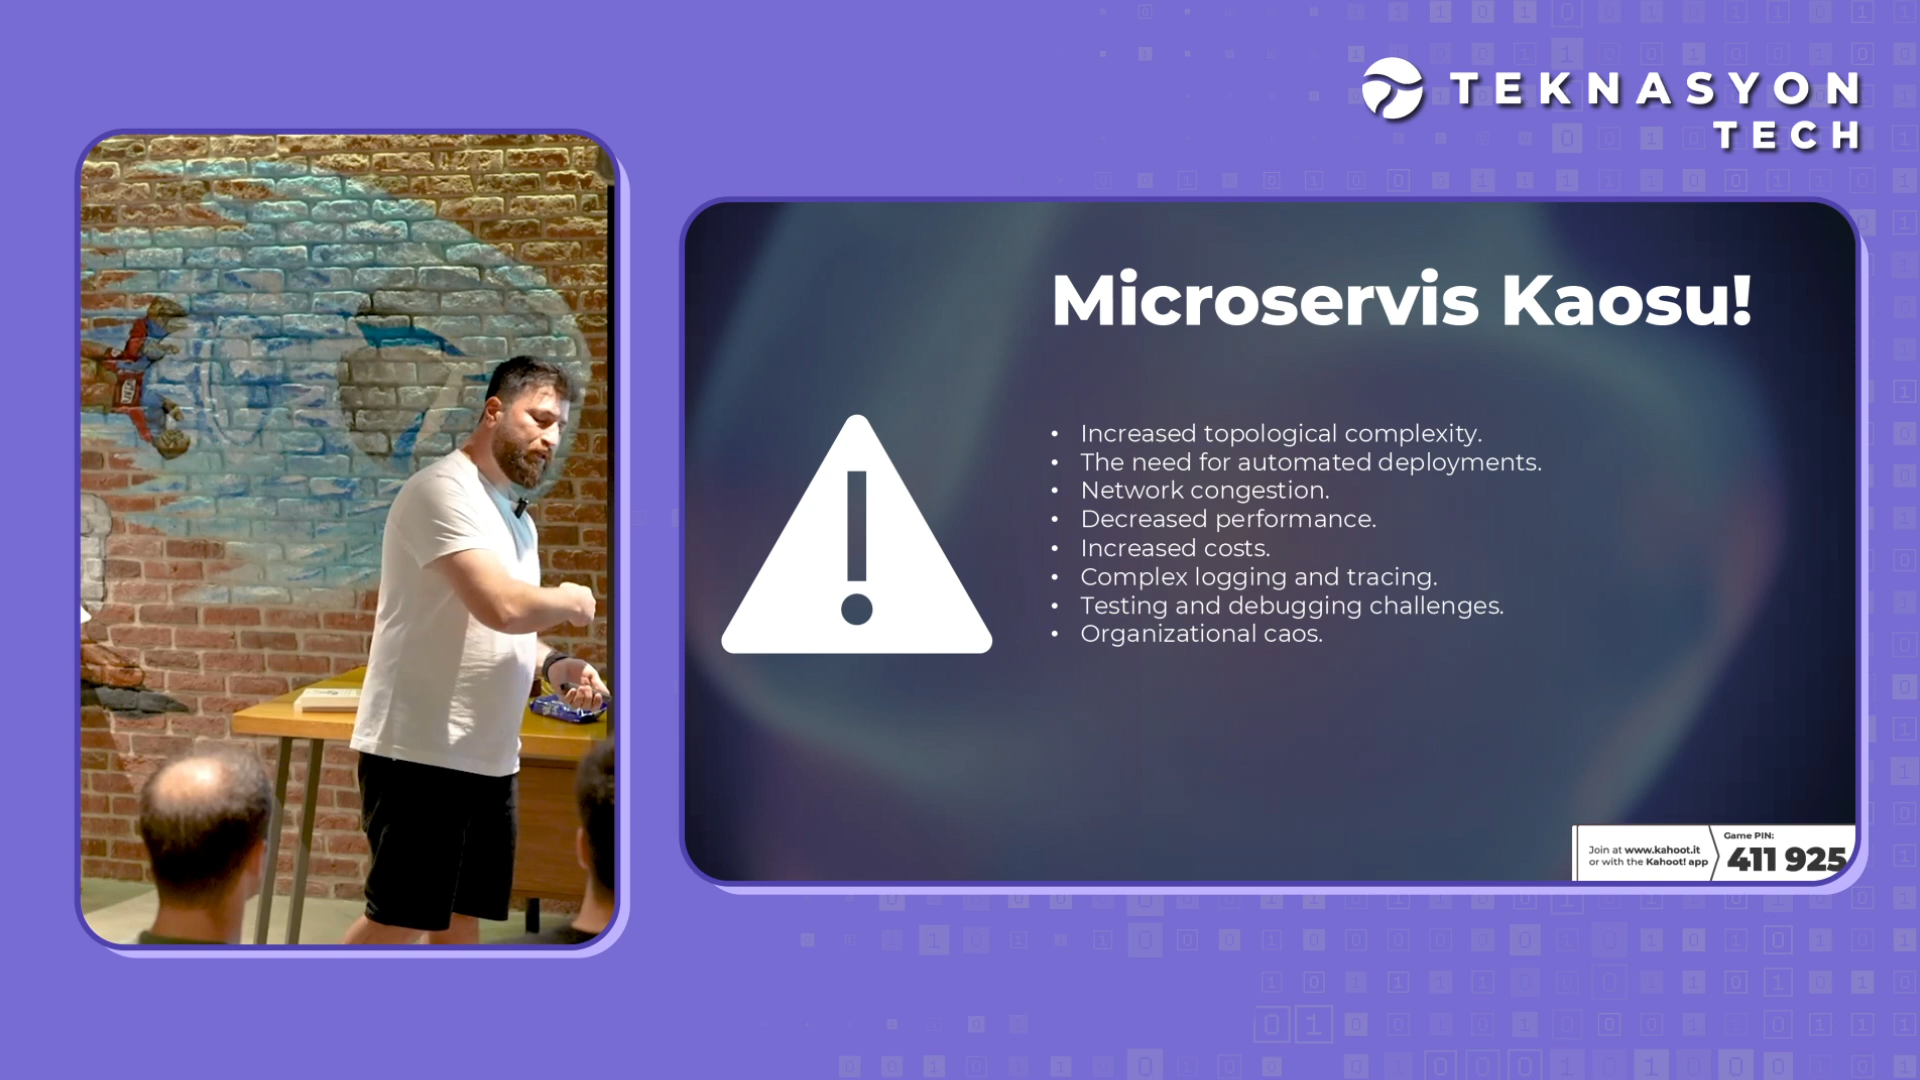 TEKNASYON
TECH
Microservis Kaosu!
• Increased topological complexity.
• The need for automated deployments.
• Network congestion.
• Decreased performance.
• Increased costs.
• Complex logging and tracing.
• Testing and debugging challenges.
• Organizational caos.
Join at www.kahoot.it
or with the Kahoot! app
Game PIN:
411 925